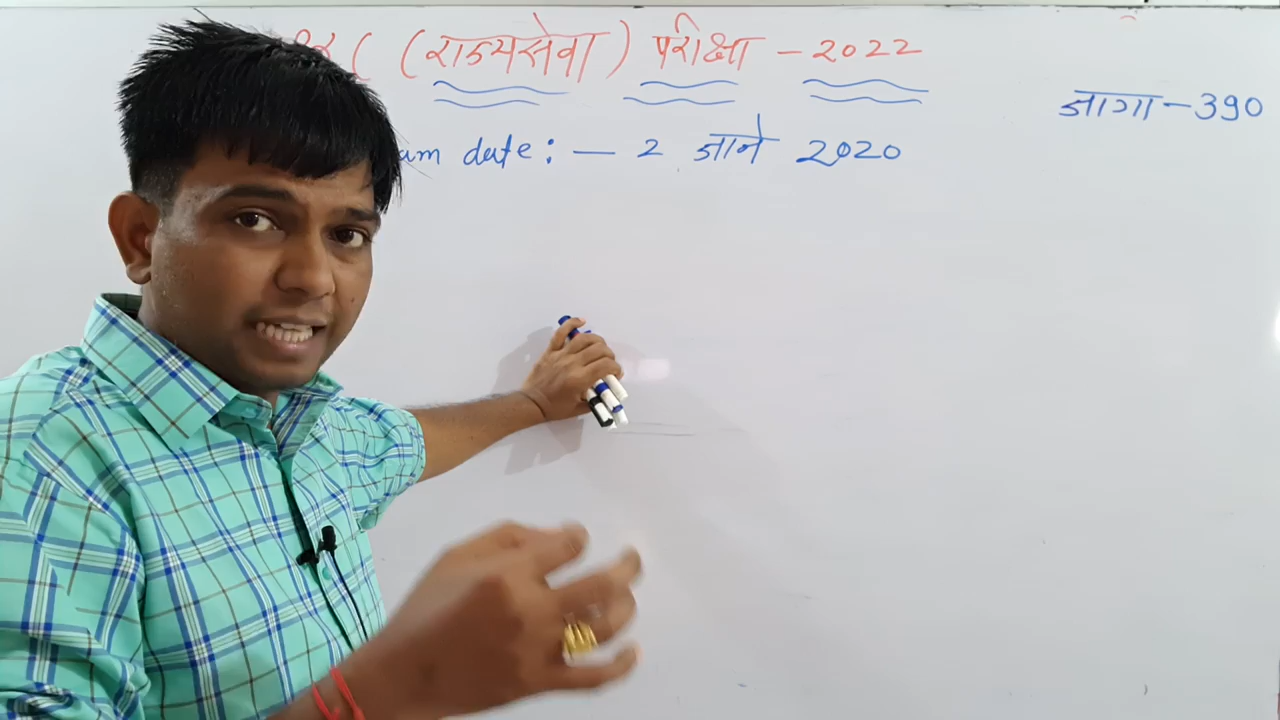 ( (राज्यसेवा) परीक्षा - 2022
जागा - 390
am date : — 2 जाने 2020